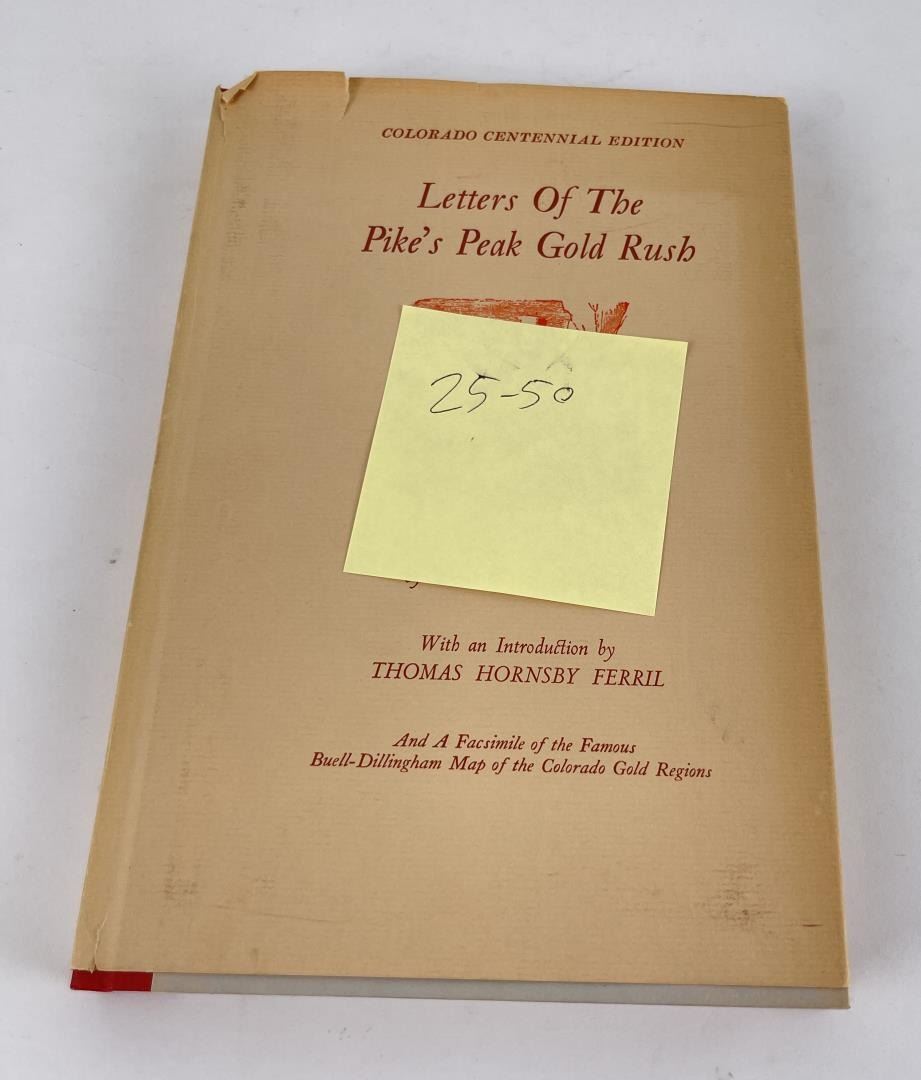 COLORADO CENTENNIAL EDITION
Letters Of The
Pike's Peak Gold Rush
25-50
With an Introduction by
THOMAS HORNSBY FERRIL
And A Facsimile of the Famous
Buell-Dillingham Map of the Colorado Gold Regions